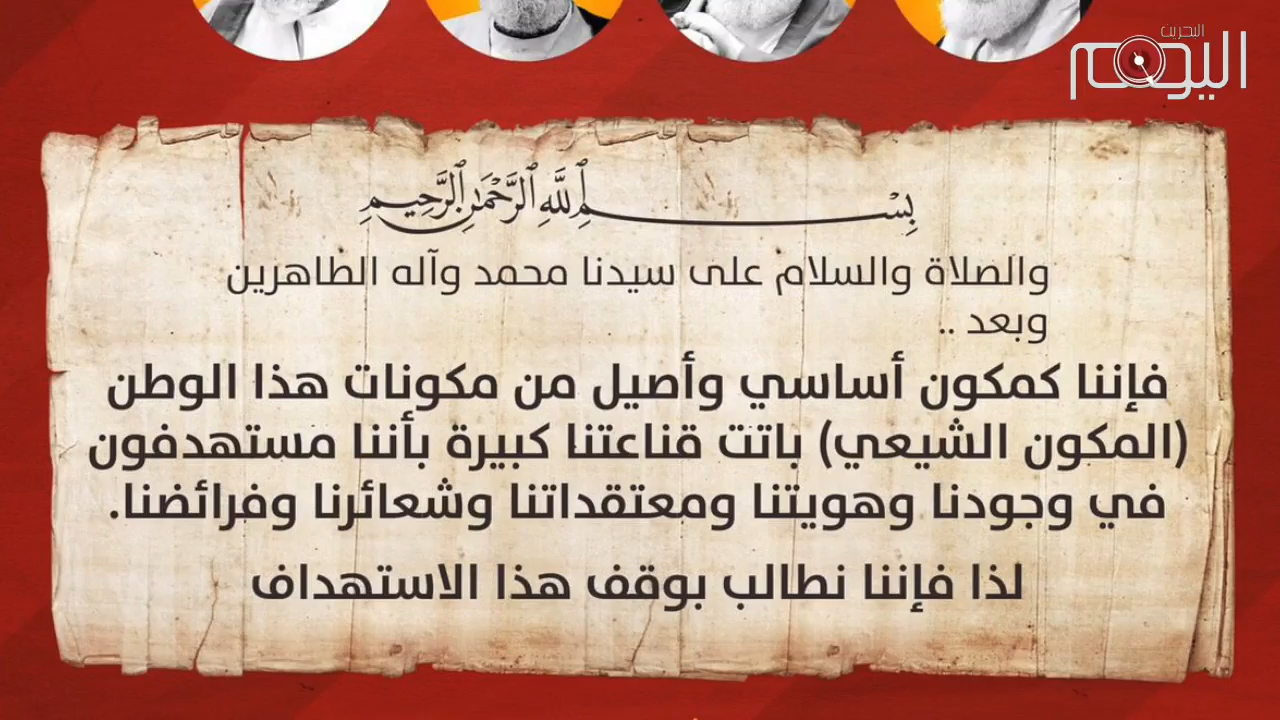 البحرين
اليوم
بِسْمِ ٱللَّهِ ٱلرَّحْمَٰنِ ٱلرَّحِيمِ
والصلاة والسلام على سيدنا محمد وآله الطاهرين
وبعد ..
فإننا كمكون أساسي وأصيل من مكونات هذا الوطن
(المكون الشيعي) باتت قناعتنا كبيرة بأننا مستهدفون
في وجودنا وهويتنا ومعتقداتنا وشعائرنا وفرائضنا.
لذا فإننا نطالب بوقف هذا الاستهداف